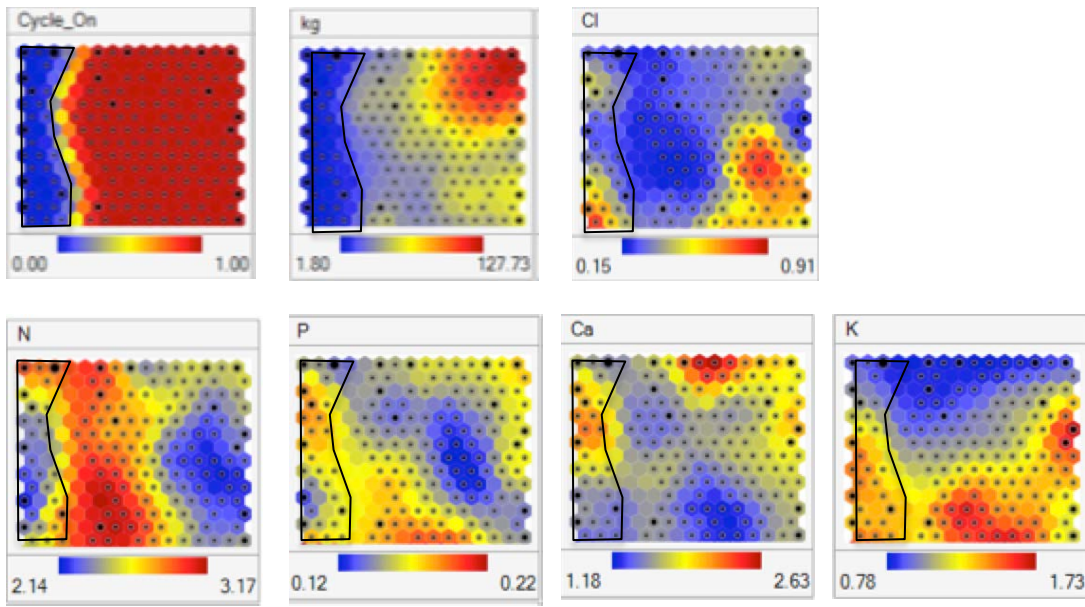 Cycle_On
kg
Cl
0.00 1.00
1.80 127.73
0.15 0.91
N
P
Ca
K
2.14 3.17
0.12 0.22
1.18 2.63
0.78 1.73